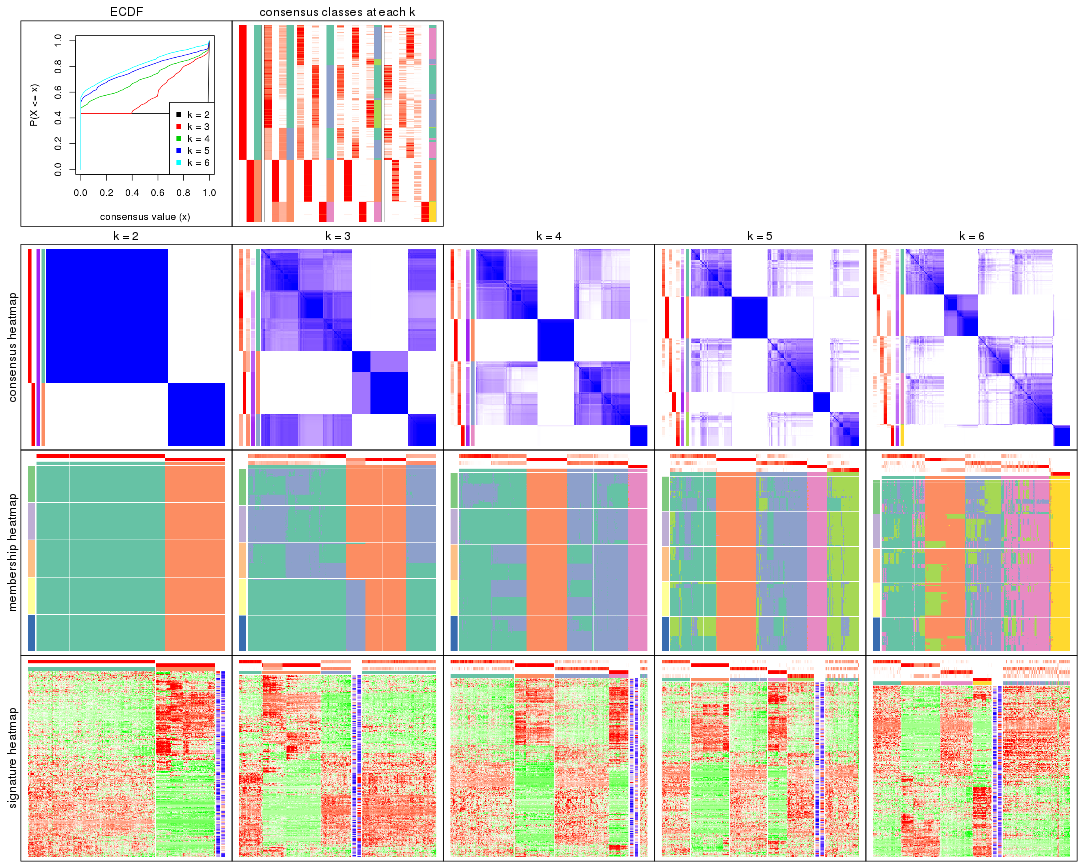 ECDF
consensus classes at each k
P(X <= x)
0.0
0.2
0.4
0.6
0.8
1.0
k = 2
k = 3
k = 4
k = 5
k = 6
0.0 0.2 0.4 0.6 0.8 1.0
consensus value (x)
k = 2
k = 3
k = 4
k = 5
k = 6
consensus heatmap
membership heatmap
signature heatmap